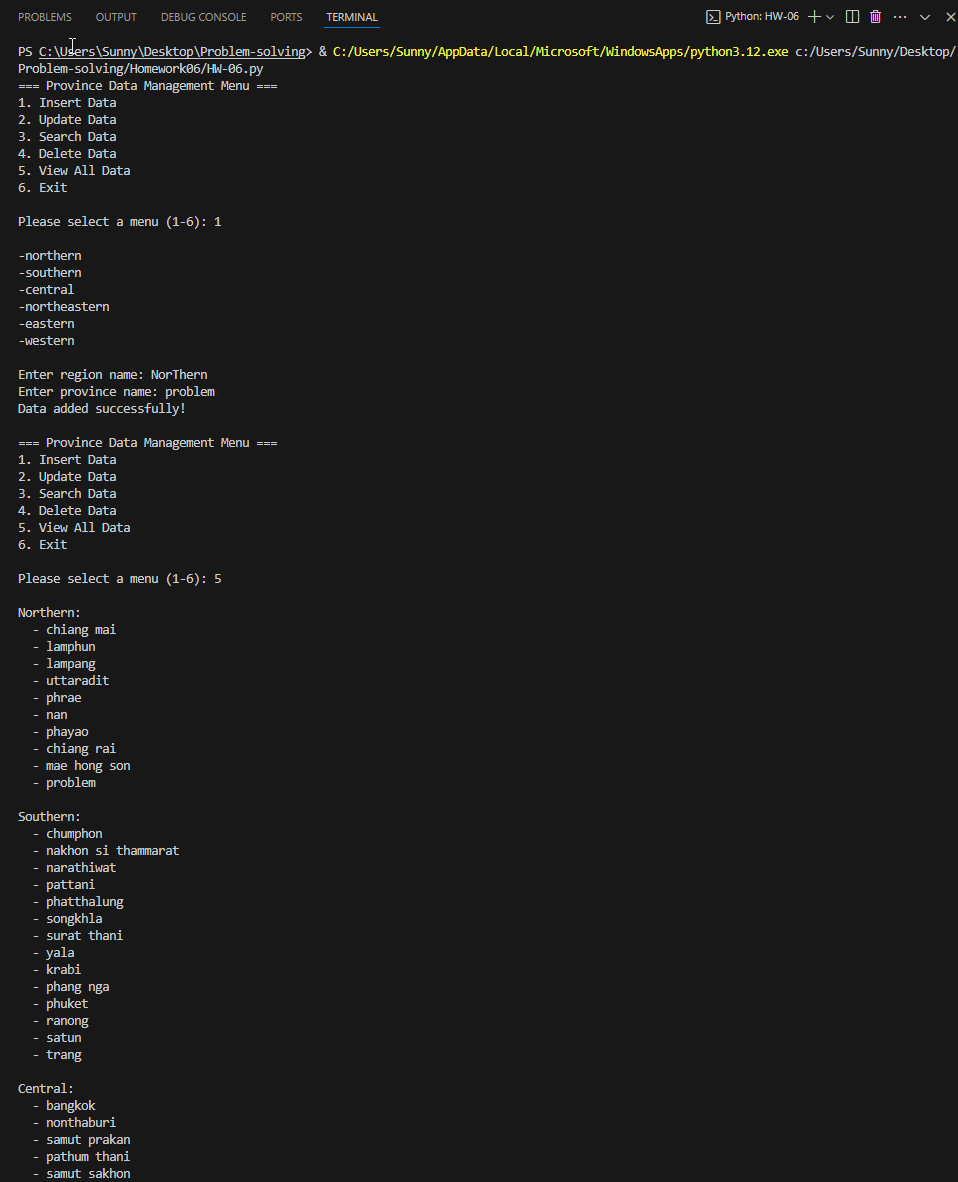 PROBLEMS OUTPUT DEBUG CONSOLE PORTS TERMINAL Python: HW-06
PS C:\Users\Sunny\Desktop\Problem-solving> & C:/Users/Sunny/AppData/Local/Microsoft/WindowsApps/python3.12.exe c:/Users/Sunny/Desktop/
Problem-solving/Homework06/HW-06.py
=== Province Data Management Menu ===
1. Insert Data
2. Update Data
3. Search Data
4. Delete Data
5. View All Data
6. Exit
Please select a menu (1-6): 1
-northern
-southern
-central
-northeastern
-eastern
-western
Enter region name: NorThern
Enter province name: problem
Data added successfully!
=== Province Data Management Menu ===
1. Insert Data
2. Update Data
3. Search Data
4. Delete Data
5. View All Data
6. Exit
Please select a menu (1-6): 5
Northern:
- chiang mai
- lamphun
- lampang
- uttaradit
- phrae
- nan
- phayao
- chiang rai
- mae hong son
- problem
Southern:
- chumphon
- nakhon si thammarat
- narathiwat
- pattani
- phatthalung
- songkhla
- surat thani
- yala
- krabi
- phang nga
- phuket
- ranong
- satun
- trang
Central:
- bangkok
- nonthaburi
- samut prakan
- pathum thani
- samut sakhon